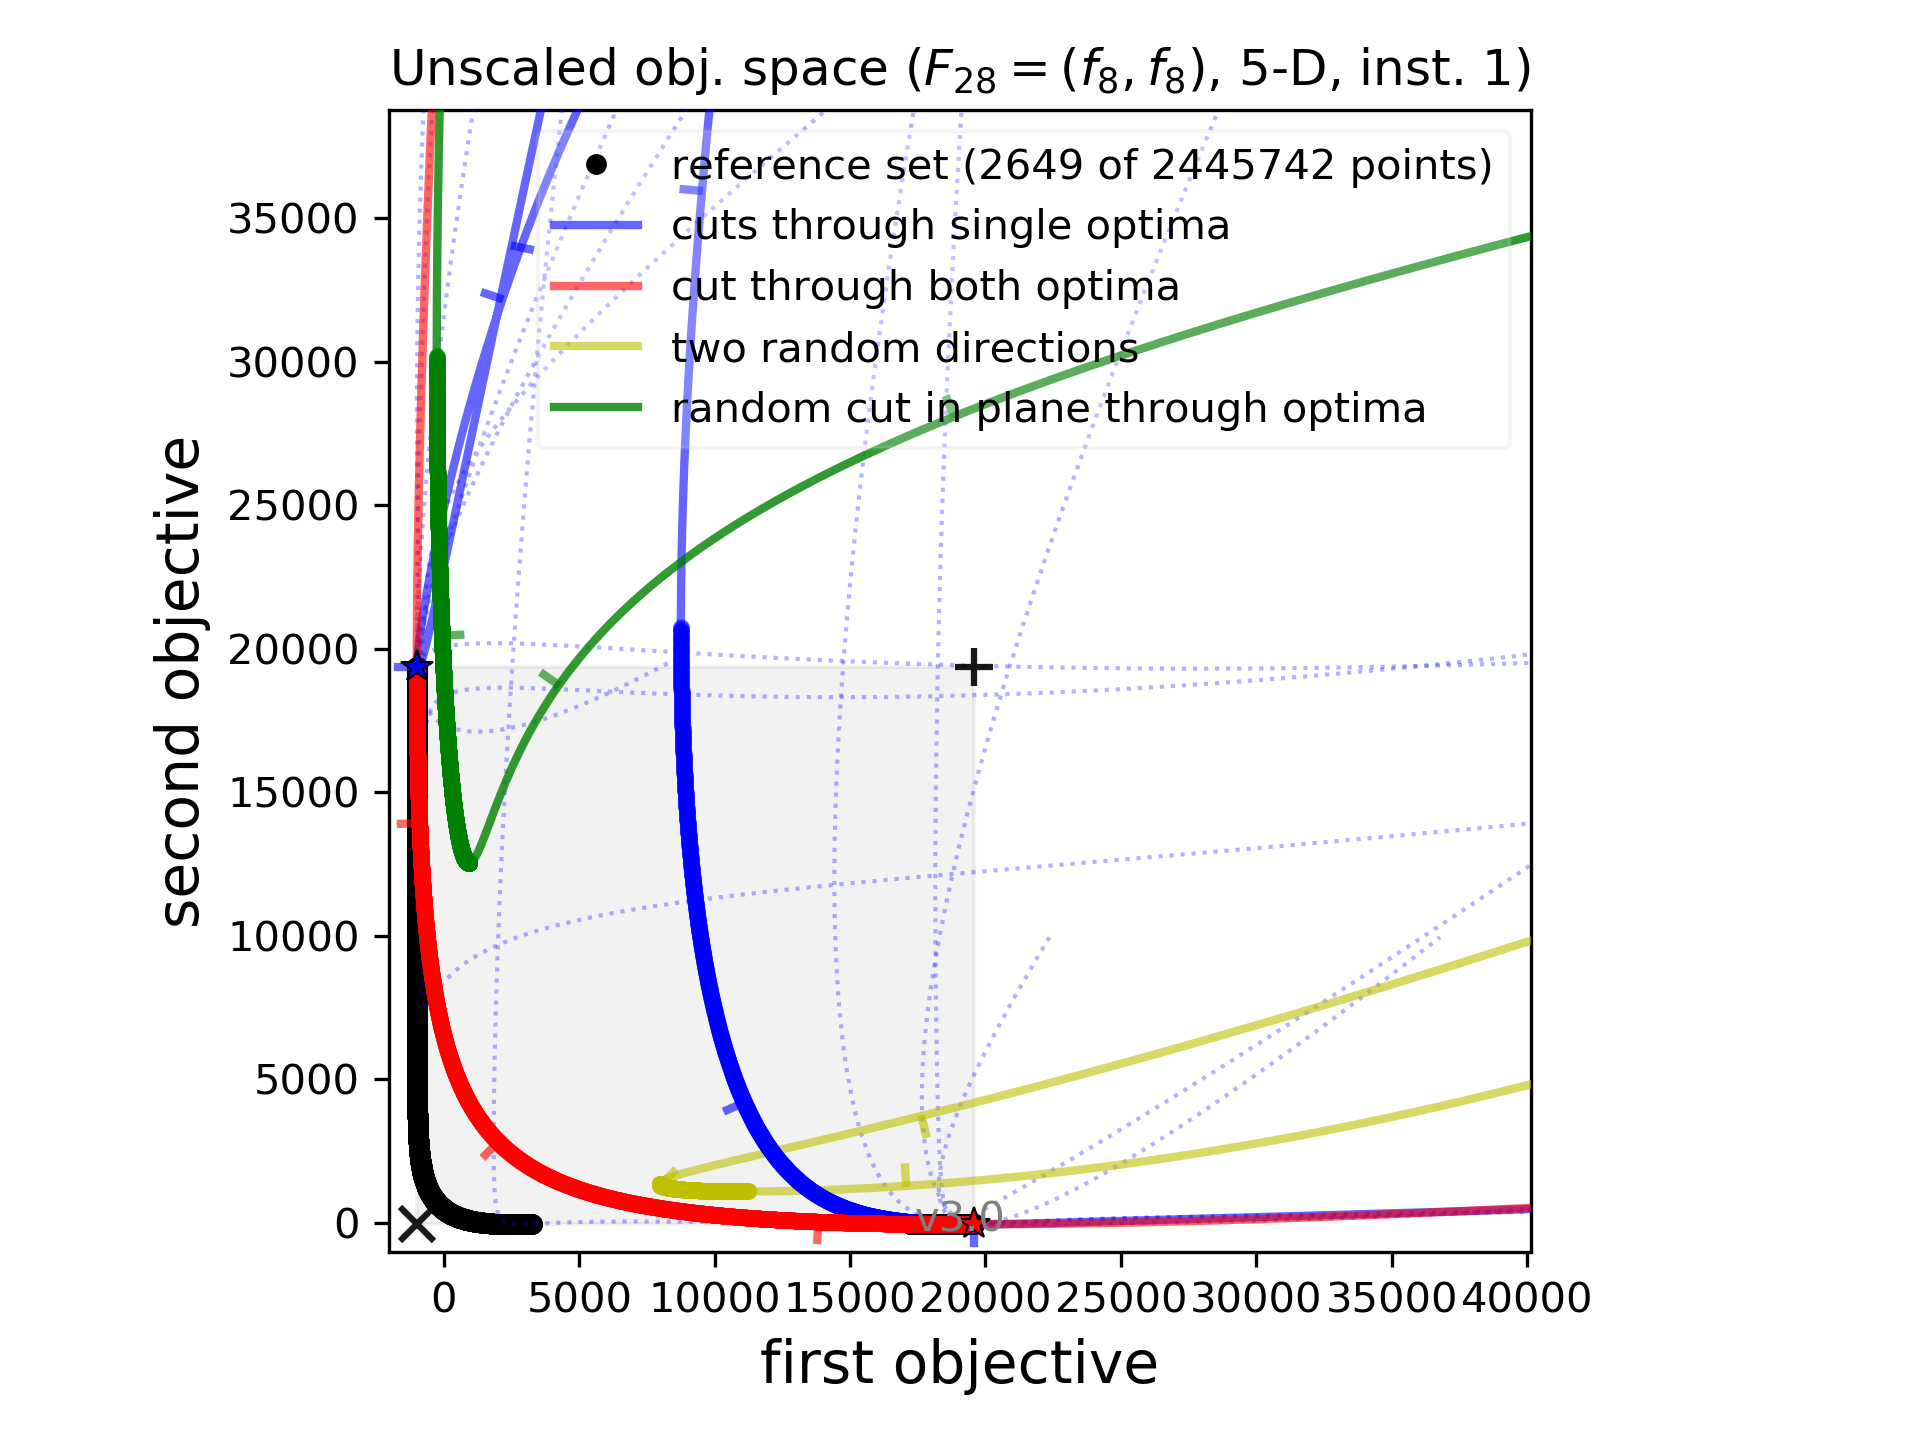 Unscaled obj. space (F₂₈ = (f₈, f₈), 5-D, inst. 1)
reference set (2649 of 2445742 points)
cuts through single optima
cut through both optima
two random directions
random cut in plane through optima
35000
30000
25000
20000
15000
10000
5000
0
second objective
v3.0
0 5000 10000 15000 20000 25000 30000 35000 40000
first objective